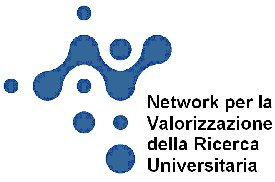 Network per la
Valorizzazione
della Ricerca
Universitaria